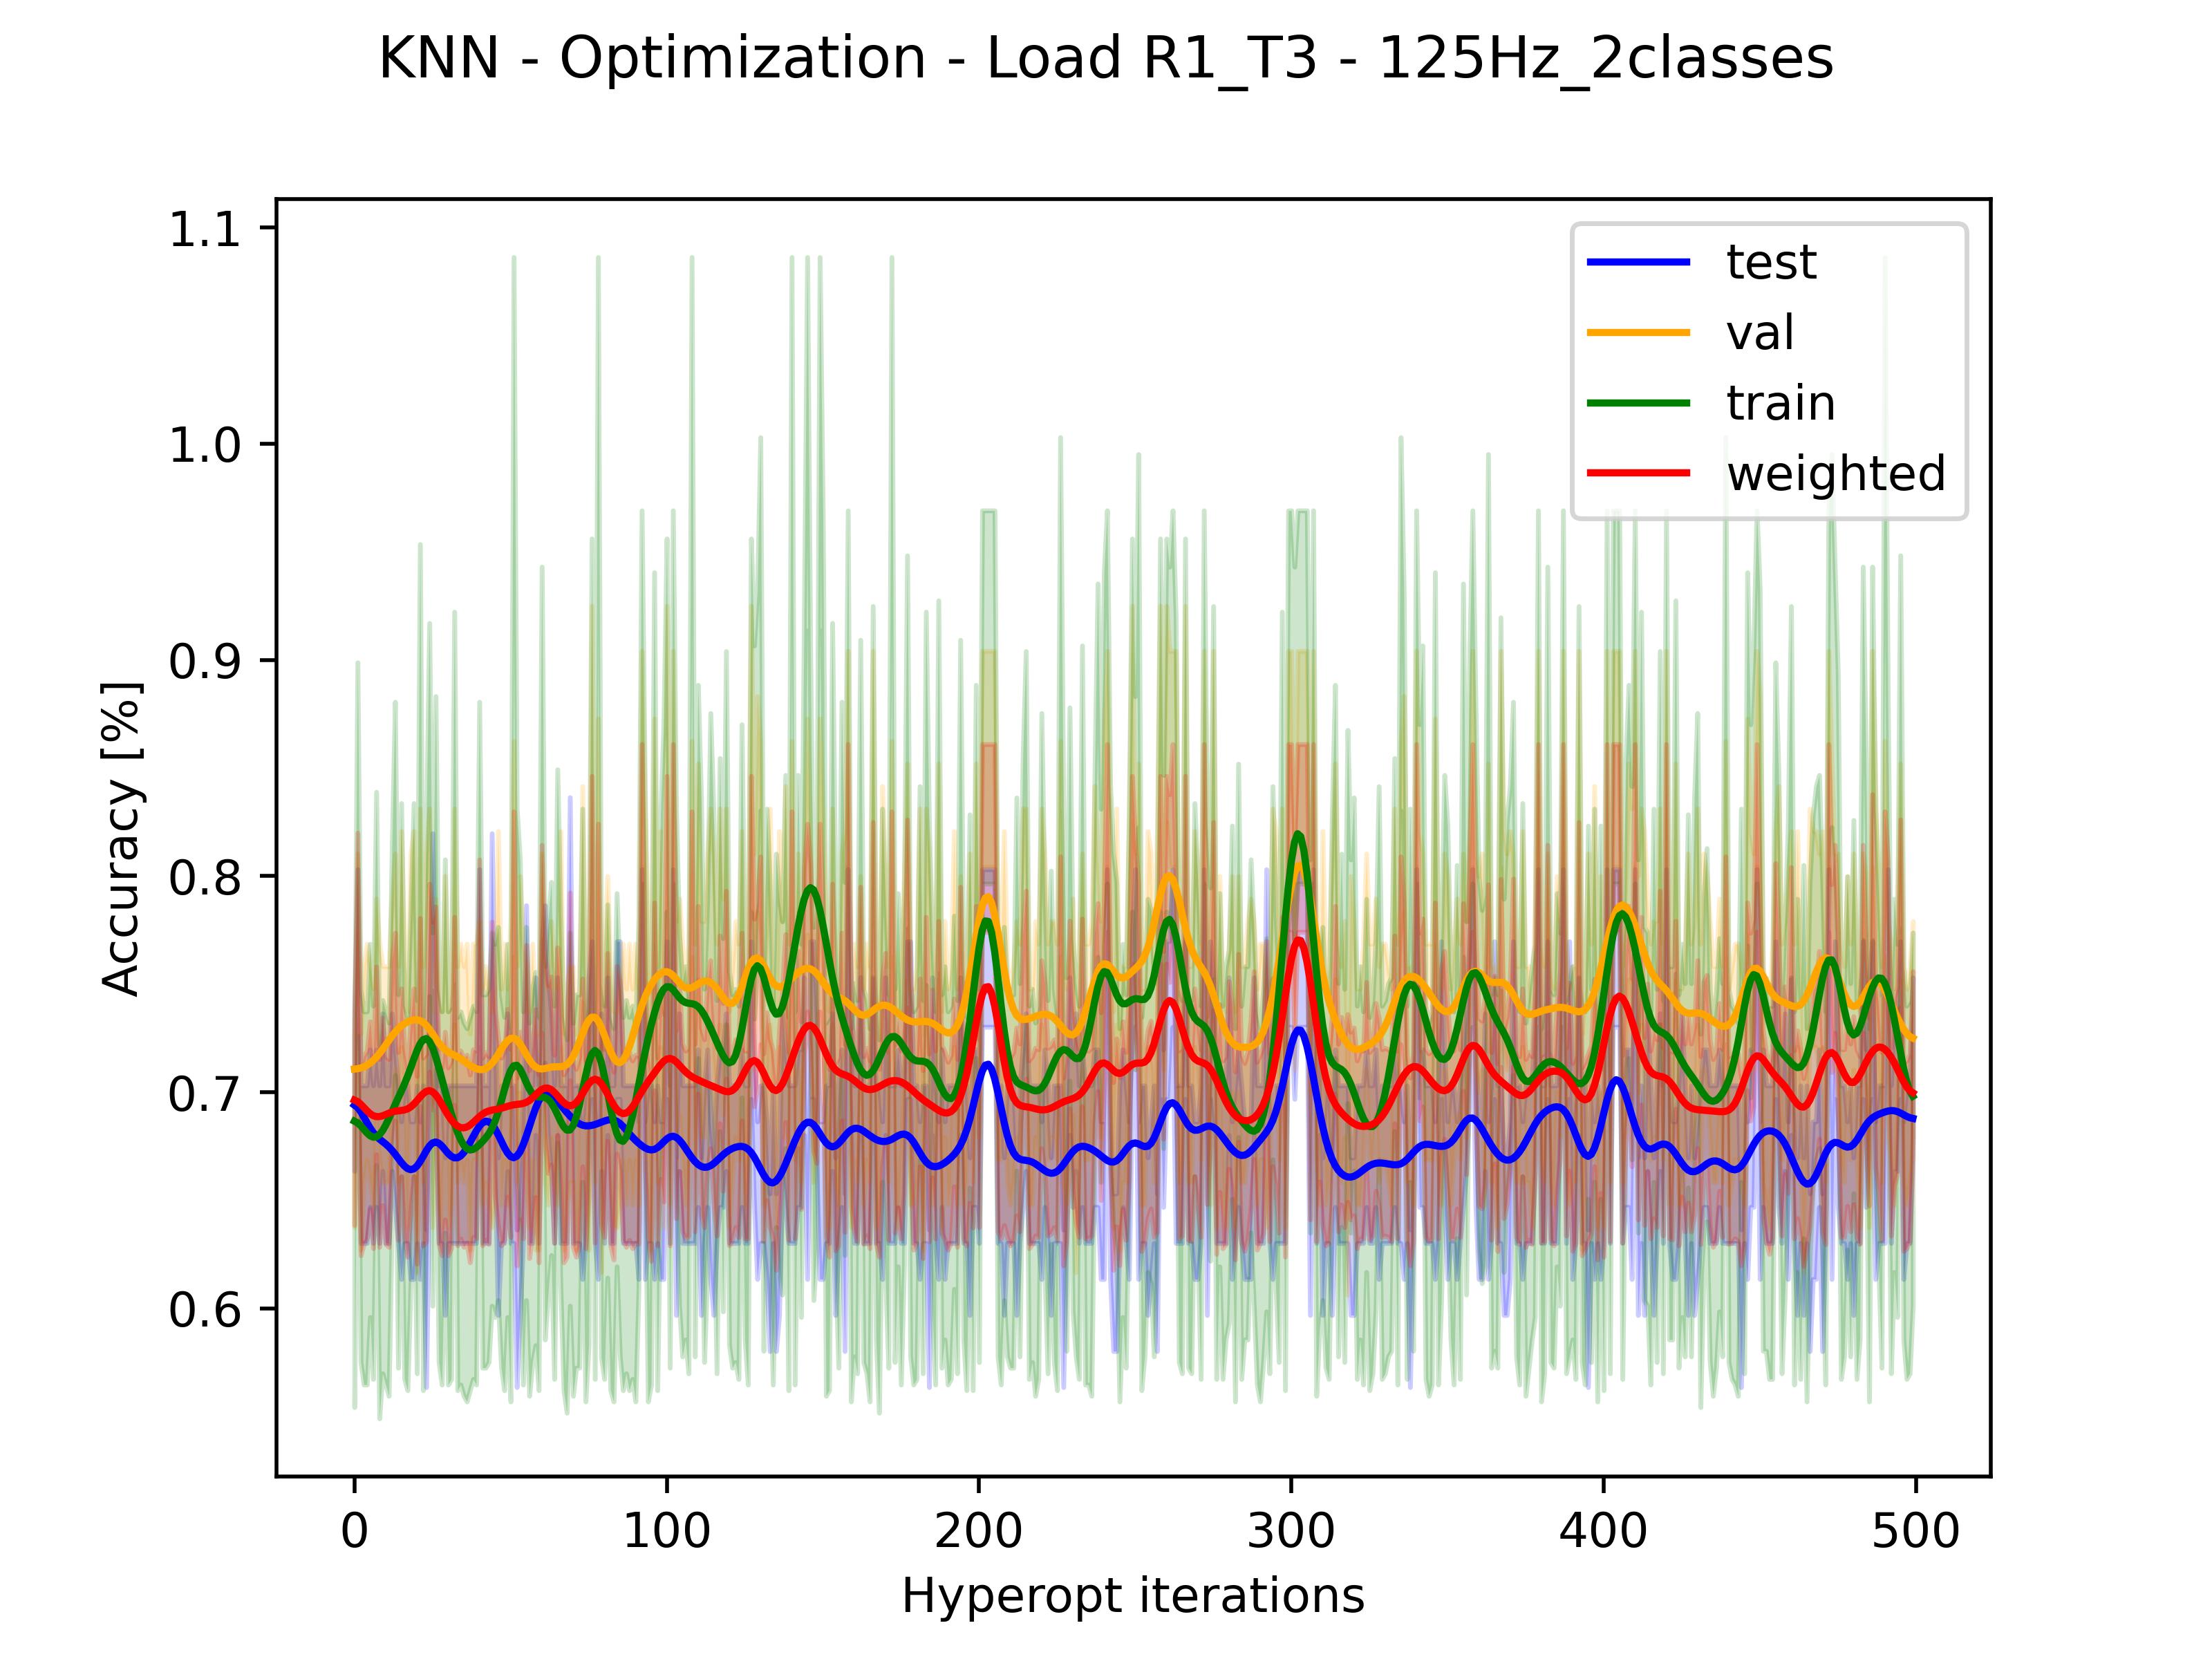 KNN - Optimization - Load R1_T3 - 125Hz_2classes
1.1
1.0
0.9
0.8
0.7
0.6
Accuracy [%]
test
val
train
weighted
0 100 200 300 400 500
Hyperopt iterations